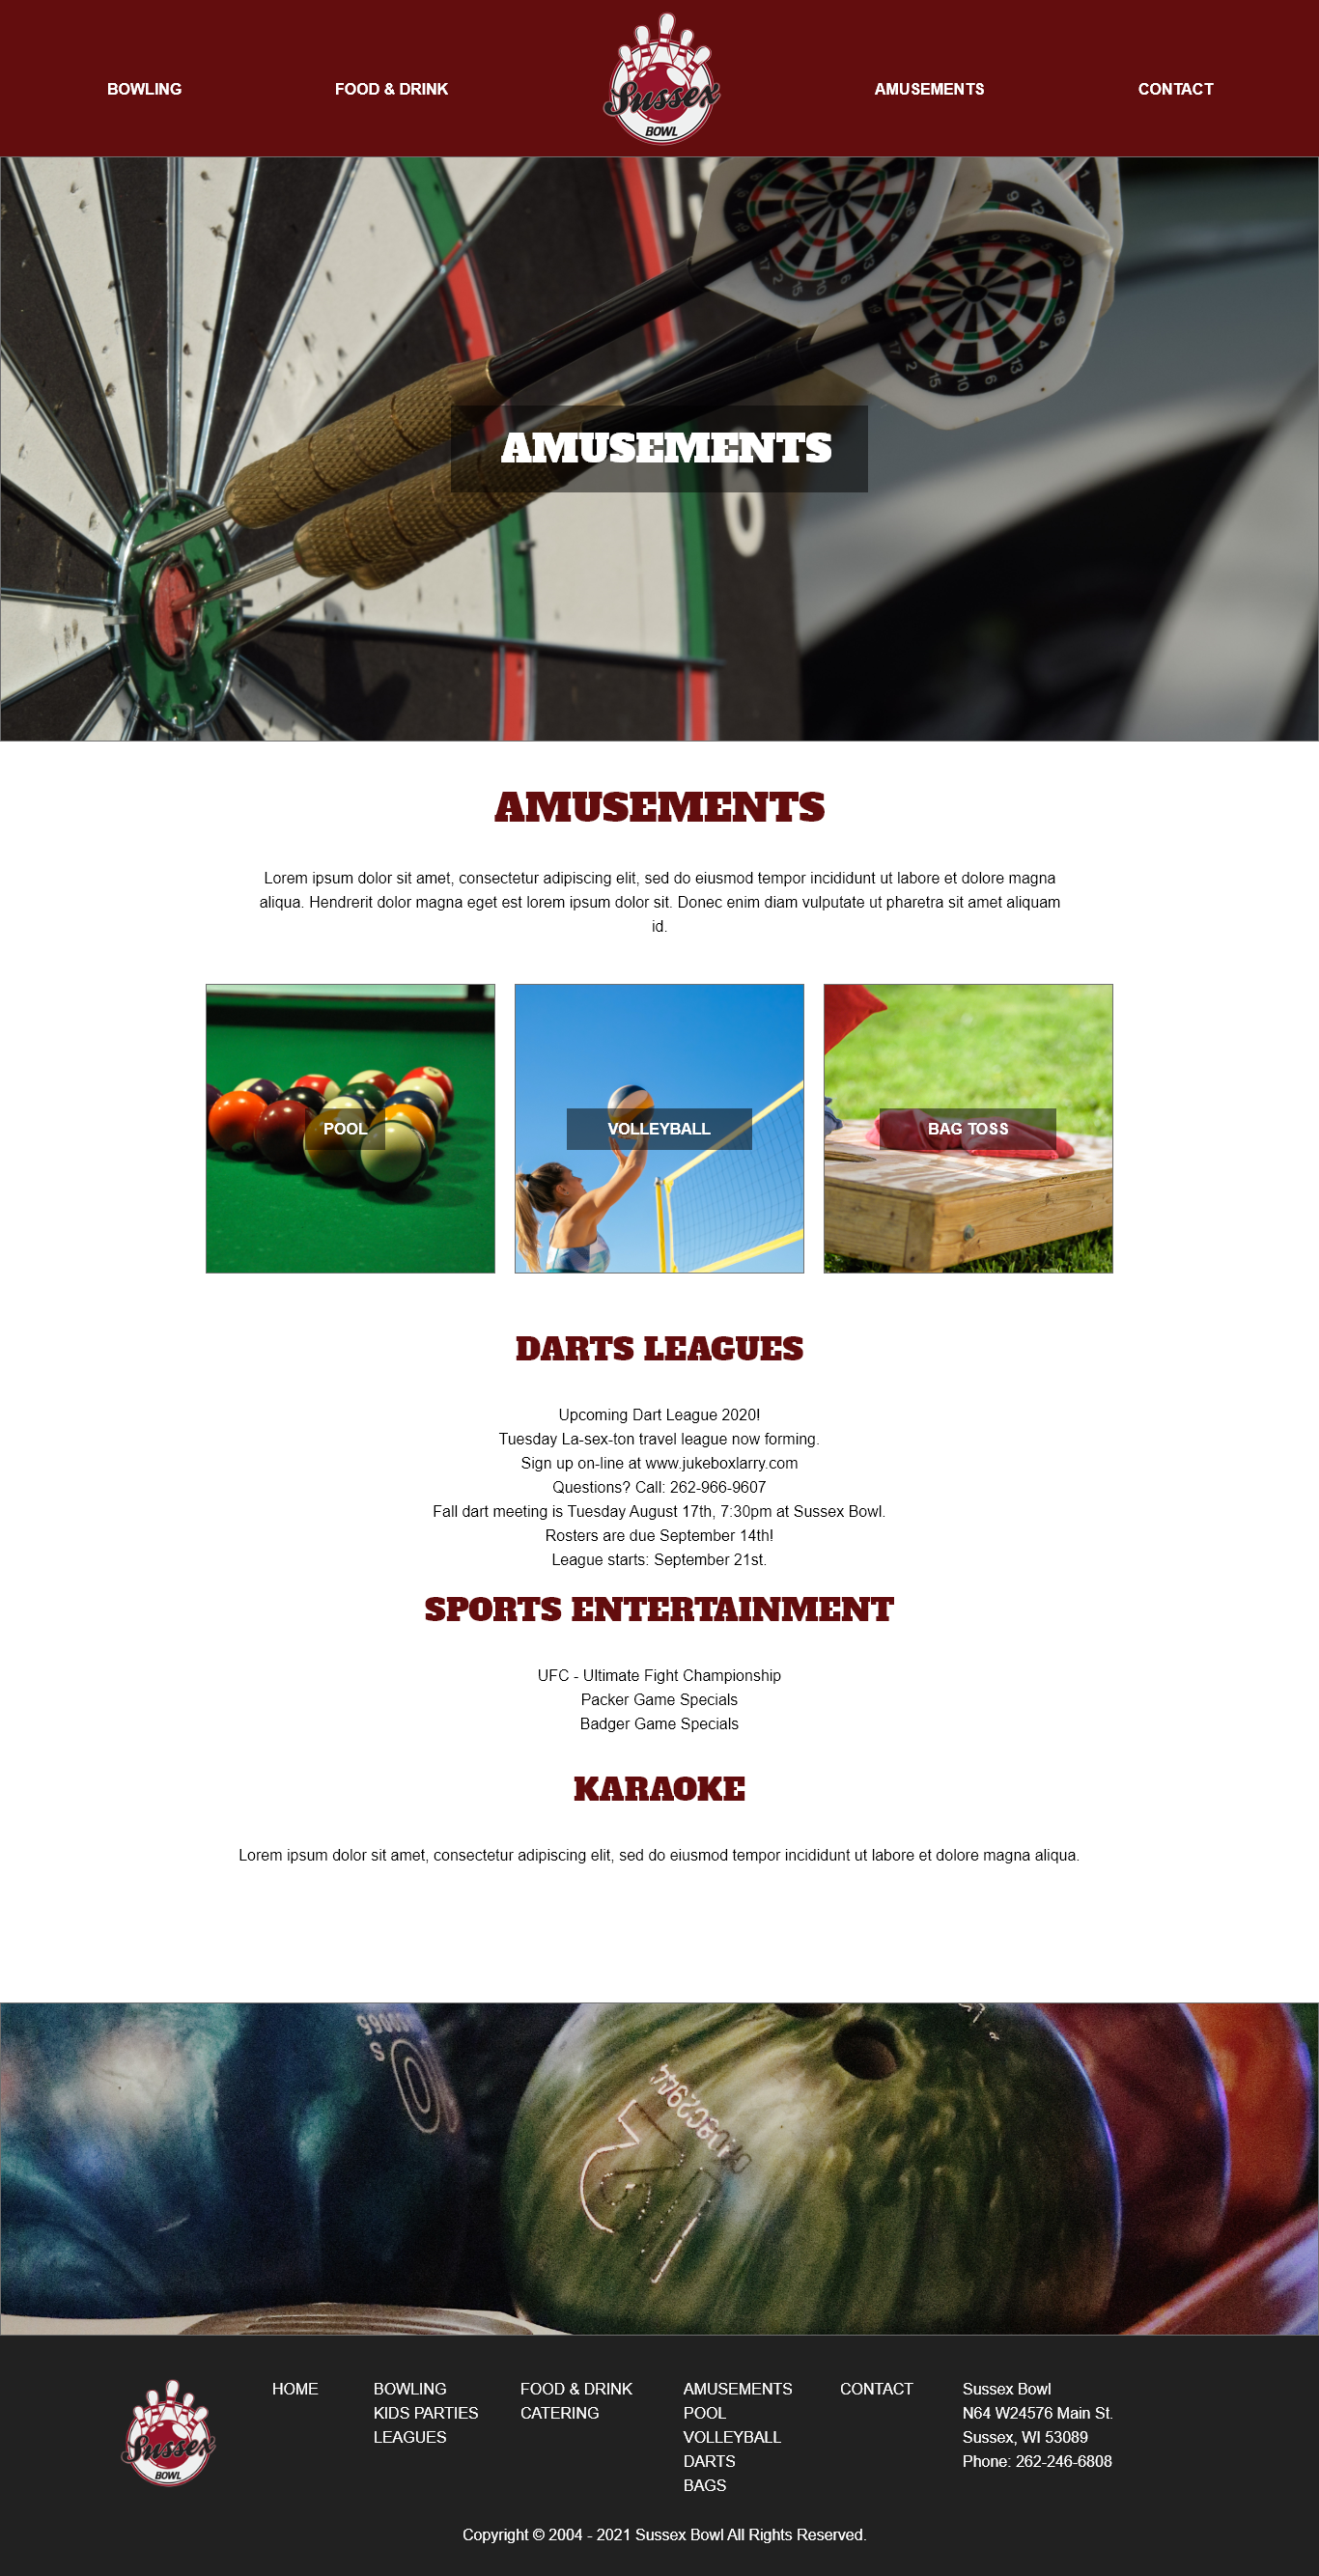 BOWLING
FOOD & DRINK
Sussex
BOWL
AMUSEMENTS
CONTACT
AMUSEMENTS
6
AMUSEMENTS
Lorem ipsum dolor sit amet, consectetur adipiscing elit, sed do eiusmod tempor incididunt ut labore et dolore magna
aliqua. Hendrerit dolor magna eget est lorem ipsum dolor sit. Donec enim diam vulputate ut pharetra sit amet aliquam
id.
POOL
VOLLEYBALL
BAG TOSS
DARTS LEAGUES
Upcoming Dart League 2020!
Tuesday La-sex-ton travel league now forming.
Sign up on-line at www.jukeboxlarry.com
Questions? Call: 262-966-9607
Fall dart meeting is Tuesday August 17th, 7:30pm at Sussex Bowl.
Rosters are due September 14th!
League starts: September 21st.
SPORTS ENTERTAINMENT
UFC - Ultimate Fight Championship
Packer Game Specials
Badger Game Specials
KARAOKE
Lorem ipsum dolor sit amet, consectetur adipiscing elit, sed do eiusmod tempor incididunt ut labore et dolore magna aliqua.
Sussex
BOWL
HOME
BOWLING
KIDS PARTIES
LEAGUES
FOOD & DRINK
CATERING
AMUSEMENTS
POOL
VOLLEYBALL
DARTS
BAGS
CONTACT
Sussex Bowl
N64 W24576 Main St.
Sussex, WI 53089
Phone: 262-246-6808
Copyright © 2004 - 2021 Sussex Bowl All Rights Reserved.